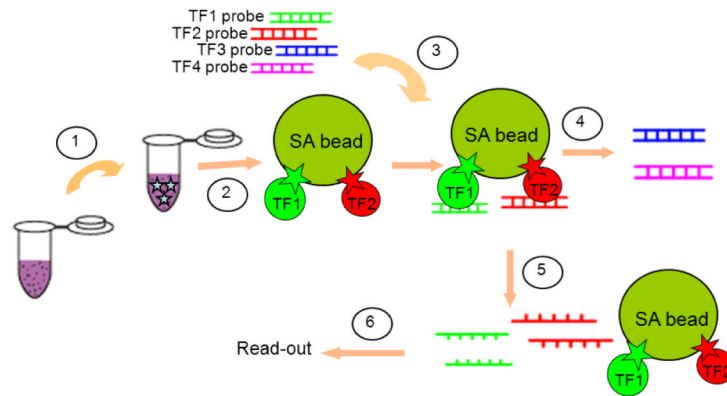 TF1 probe
TF2 probe
TF3 probe
TF4 probe
3
1
SA bead
SA bead
4
2
TF1
TF2
TF1
TF2
5
SA bead
6
Read-out
TF1
TF2